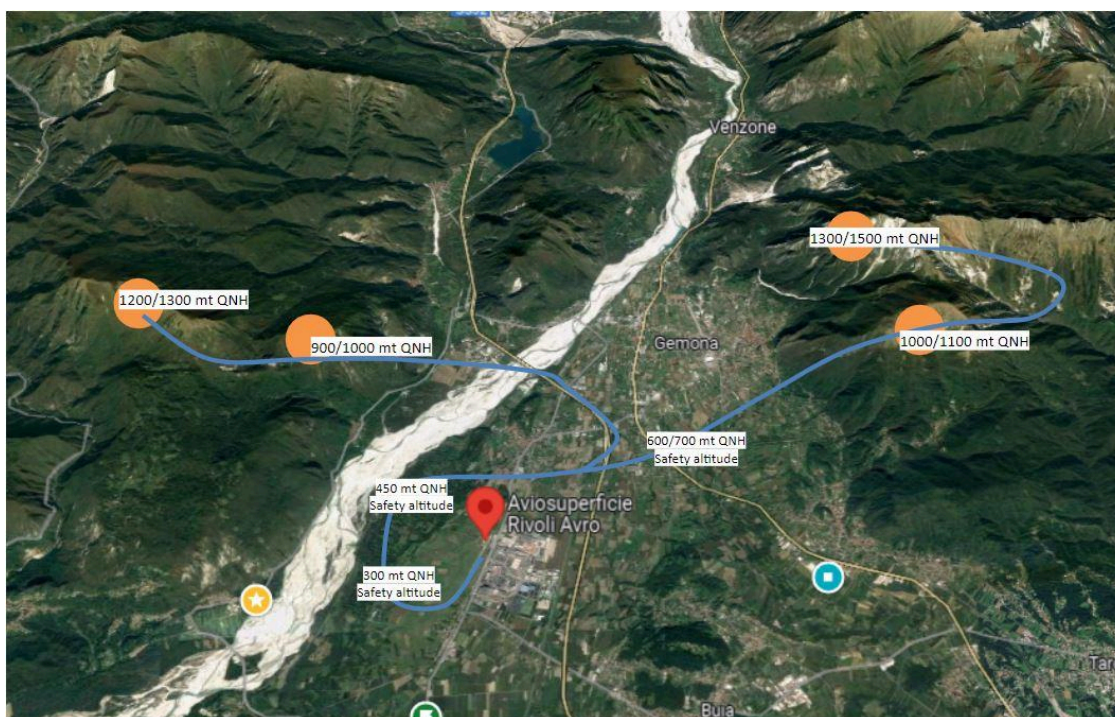 Venzone
1300/1500 mt QNH
1200/1300 mt QNH
900/1000 mt QNH
Gemona
1000/1100 mt QNH
600/700 mt QNH
Safety altitude
450 mt QNH
Safety altitude
Aviosuperficie
Rivoli Avro
300 mt QNH
Safety altitude
Buja